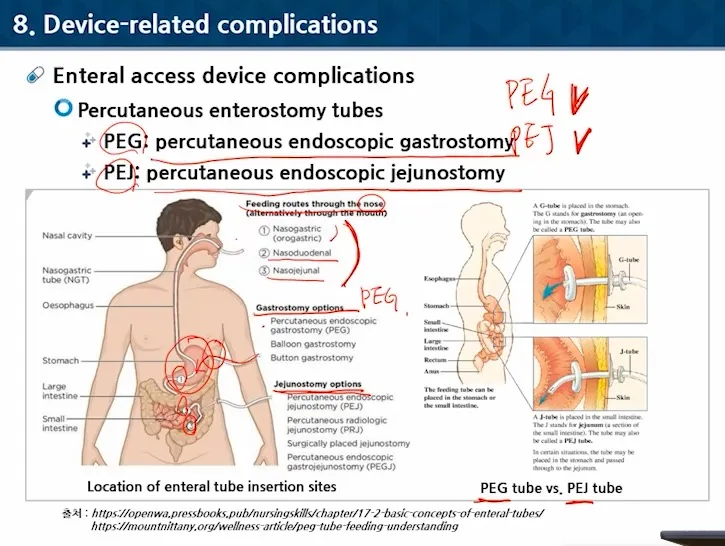 8. Device-related complications
Enteral access device complications
Percutaneous enterostomy tubes
PEG: percutaneous endoscopic gastrostomy
PEJ: percutaneous endoscopic jejunostomy
PEG
PEJ
Nasal cavity
Nasogastric
tube (NGT)
Oesophagus
Stomach
Large
intestine
Small
intestine
Feeding routes through the nose
(alternatively through the mouth)
① Nasogastric
(orogastric)
② Nasoduodenal
③ Nasojejunal
PEG
Gastrostomy options
Percutaneous endoscopic
gastrostomy (PEG)
Balloon gastrostomy
Button gastrostomy
Jejunostomy options
Percutaneous endoscopic
jejunostomy (PEJ)
Percutaneous radiologic
jejunostomy (PRJ)
Surgically placed jejunostomy
Percutaneous endoscopic
gastrojejunostomy (PEGJ)
Location of enteral tube insertion sites
Esophagus
Stomach
Small
intestine
Large
intestine
Rectum
Anus
The feeding tube can be
placed in the stomach or
the small intestine.
A G-tube is placed in the stomach.
The G stands for gastrostomy (an open-
ing in the stomach). The tube may also
be called a PEG tube.
G-tube
Skin
J-tube
Skin
A J-tube is placed in the small intestine.
The J stands for jejunum (a section of
the small intestine). The tube may also
be called a PEJ tube.
In certain situations, the tube may be
placed in the stomach and passed
through to the jejunum.
PEG tube vs. PEJ tube
출처 : https://openwa.pressbooks.pub/nursingskills/chapter/17-2-basic-concepts-of-enteral-tubes/
https://mountnittany.org/wellness-article/peg-tube-feeding-understanding